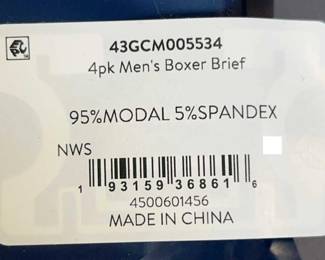 43GCM005534
4pk Men's Boxer Brief
95%MODAL 5%SPANDEX
NWS
1 93159 36861 6
4500601456
MADE IN CHINA